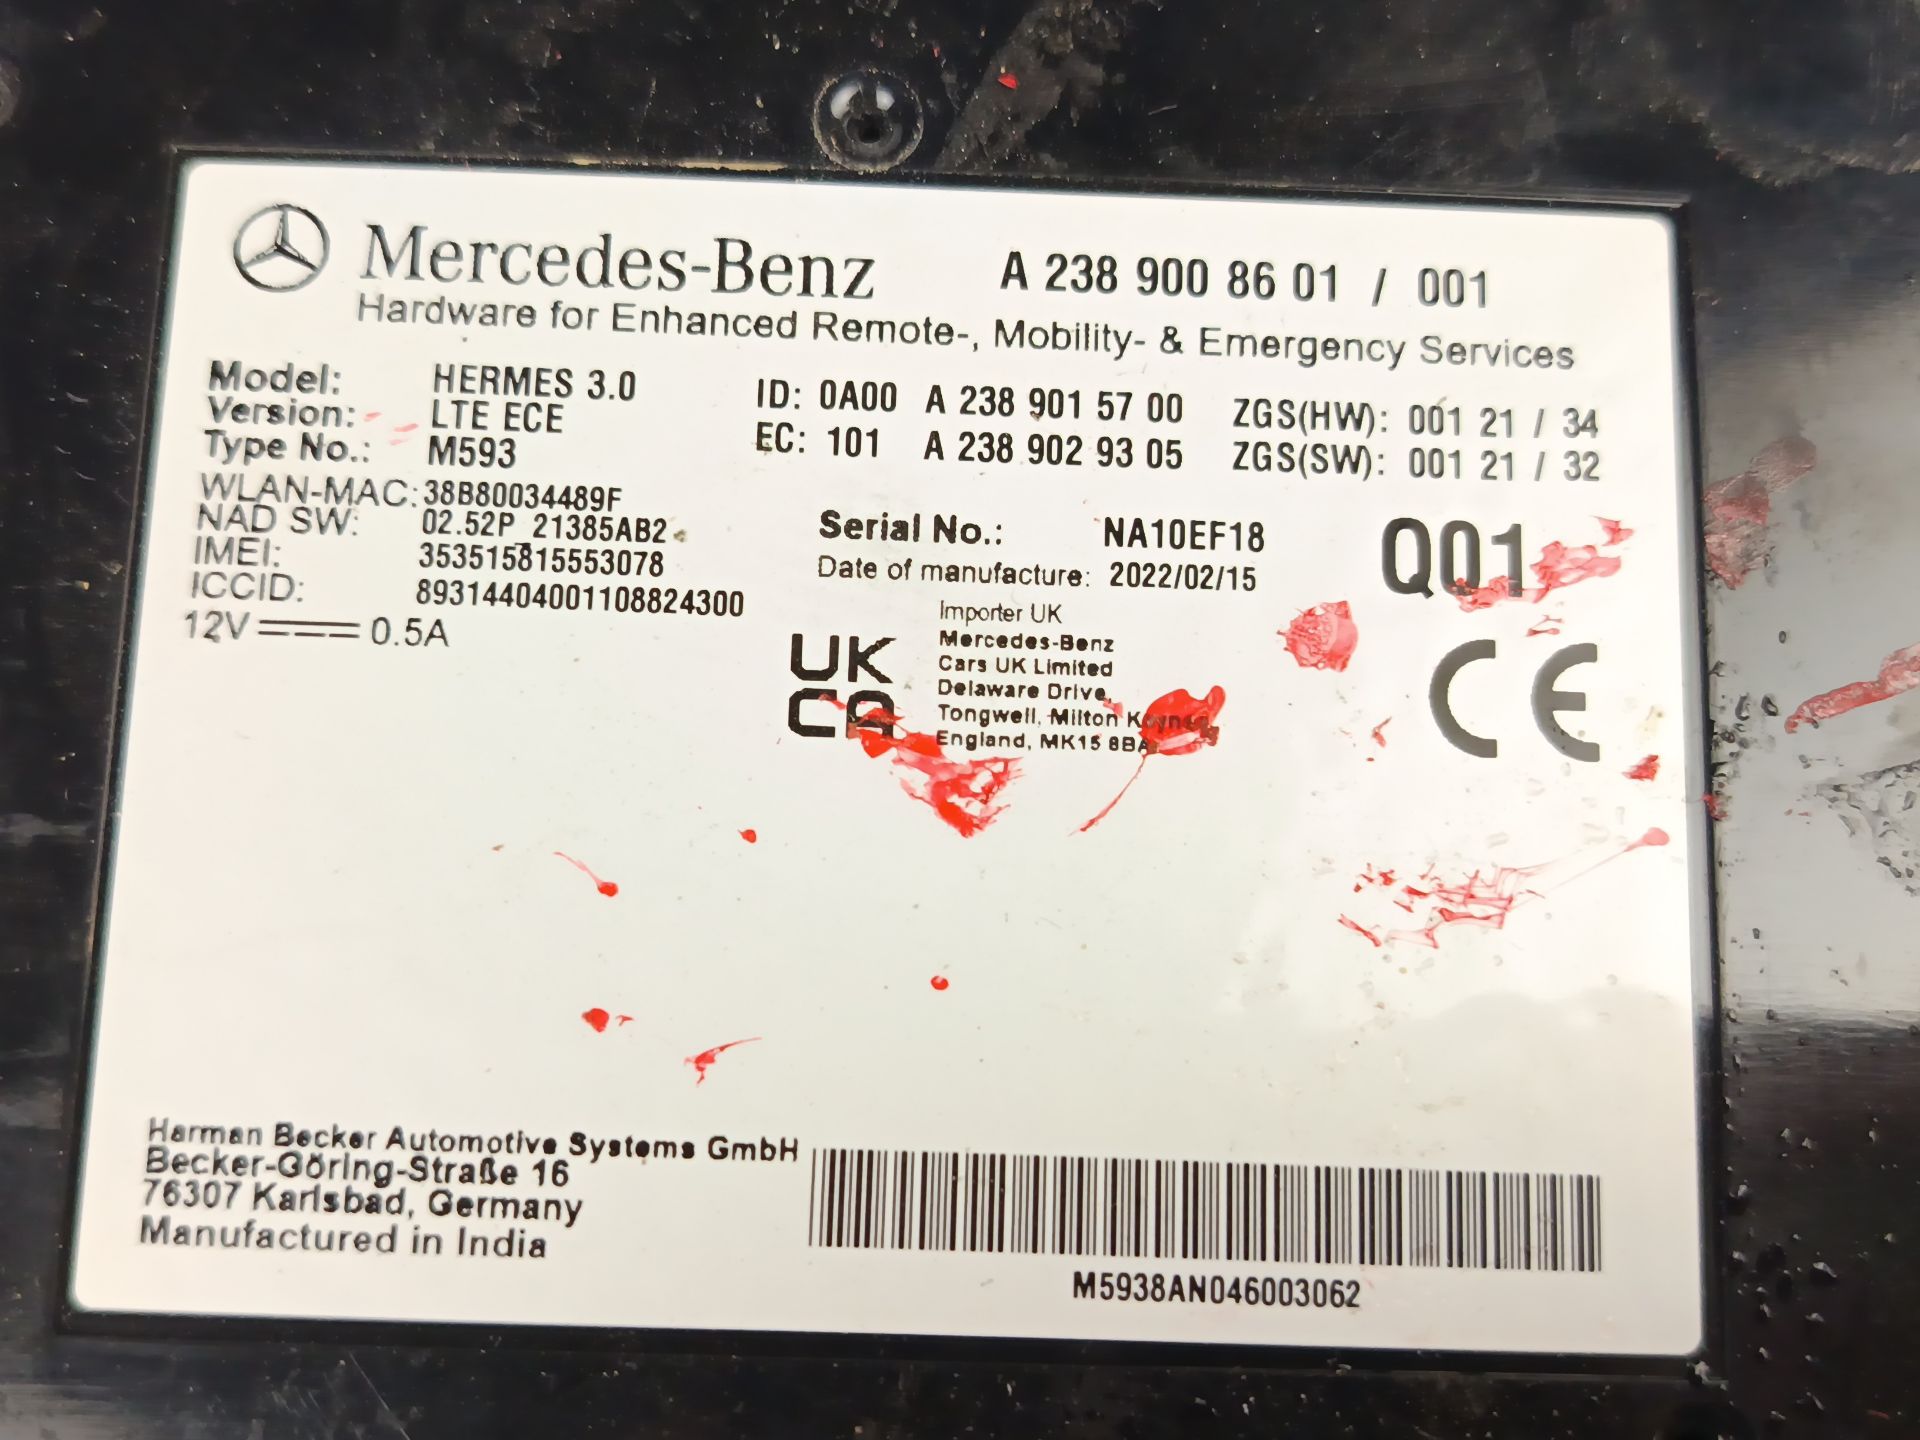 Mercedes-Benz A 238 900 86 01 / 001
Hardware for Enhanced Remote-, Mobility- & Emergency Services
Model: HERMES 3.0 ID: 0A00 A 238 901 57 00 ZGS(HW): 001 21 / 34
Version: LTE ECE EC: 101 A 238 902 93 05 ZGS(SW): 001 21 / 32
Type No.: M593
WLAN-MAC: 38B80034489F
NAD SW: 02.52P_21385AB2
IMEI: 353515815553078
ICCID: 89314404001108824300
12V 0.5A
Serial No.: NA10EF18 Q01
Date of manufacture: 2022/02/15
UK
CA
Importer UK
Mercedes-Benz
Cars UK Limited
Delaware Drive,
Tongwell, Milton Keynes,
England, MK15 8BA
CE
Harman Becker Automotive Systems GmbH
Becker-Göring-Straße 16
76307 Karlsbad, Germany
Manufactured in India
M5938AN046003062